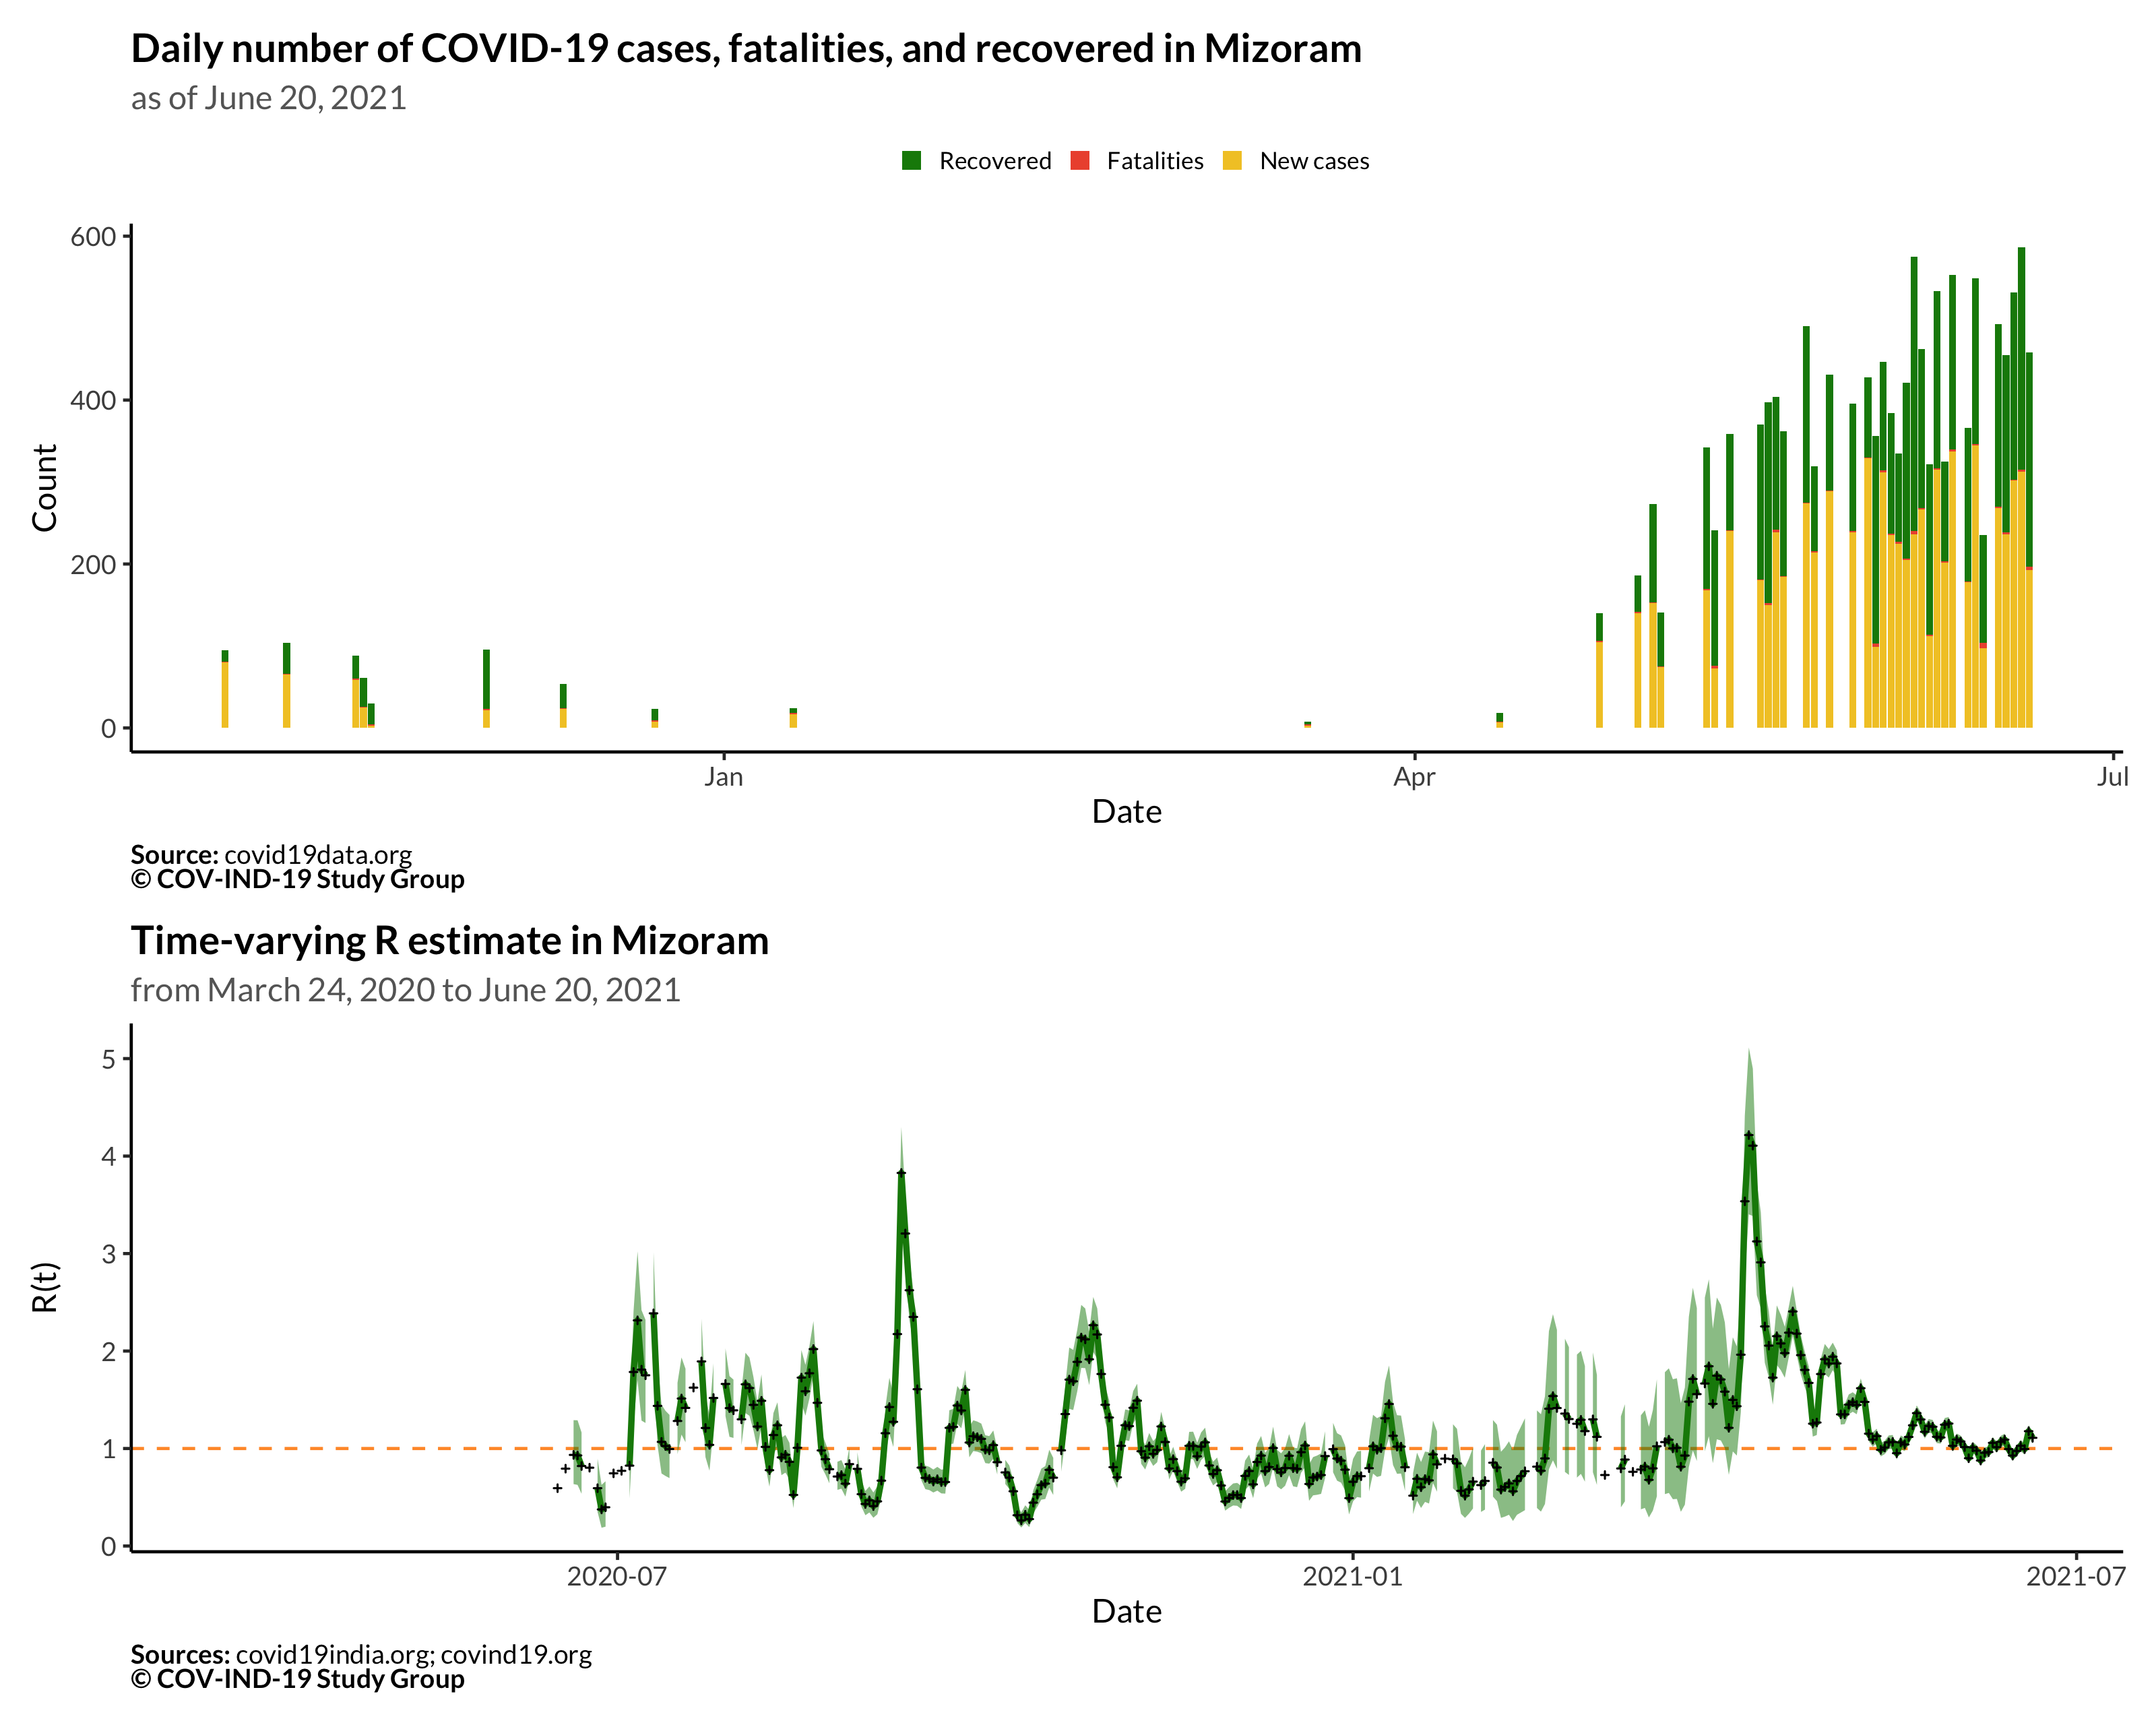 Daily number of COVID-19 cases, fatalities, and recovered in Mizoram
as of June 20, 2021
Recovered Fatalities New cases
600
400
200
0
Count
Jan Apr Jul
Date
Source: covid19data.org
© COV-IND-19 Study Group
Time-varying R estimate in Mizoram
from March 24, 2020 to June 20, 2021
5
4
3
2
1
0
R(t)
2020-07 2021-01 2021-07
Date
Sources: covid19india.org; covind19.org
© COV-IND-19 Study Group